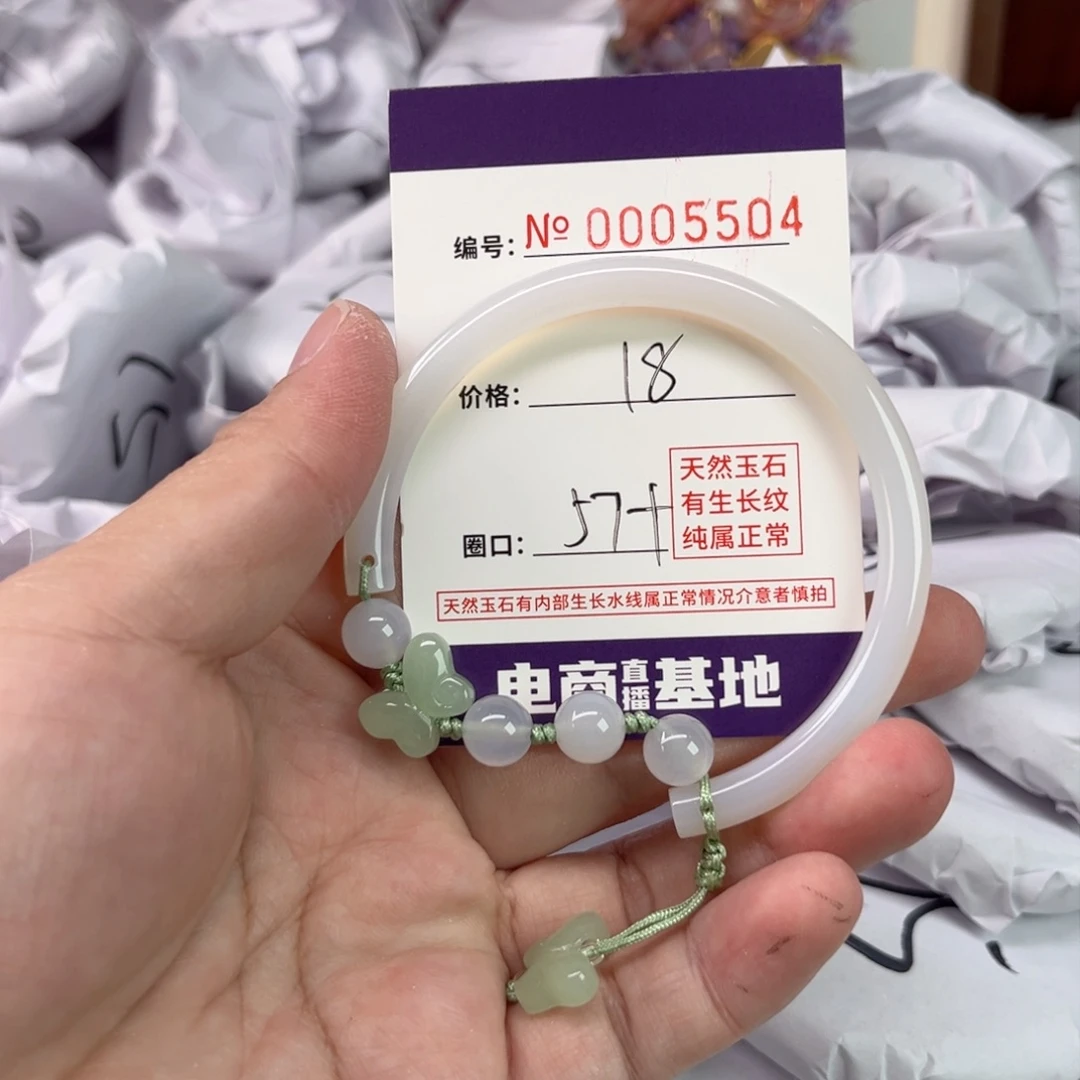 编号：№ 0005504
价格： 18
圈口： 57+
天然玉石
有生长纹
纯属正常
天然玉石有内部生长水线属正常情况介意者慎拍
电商直播基地